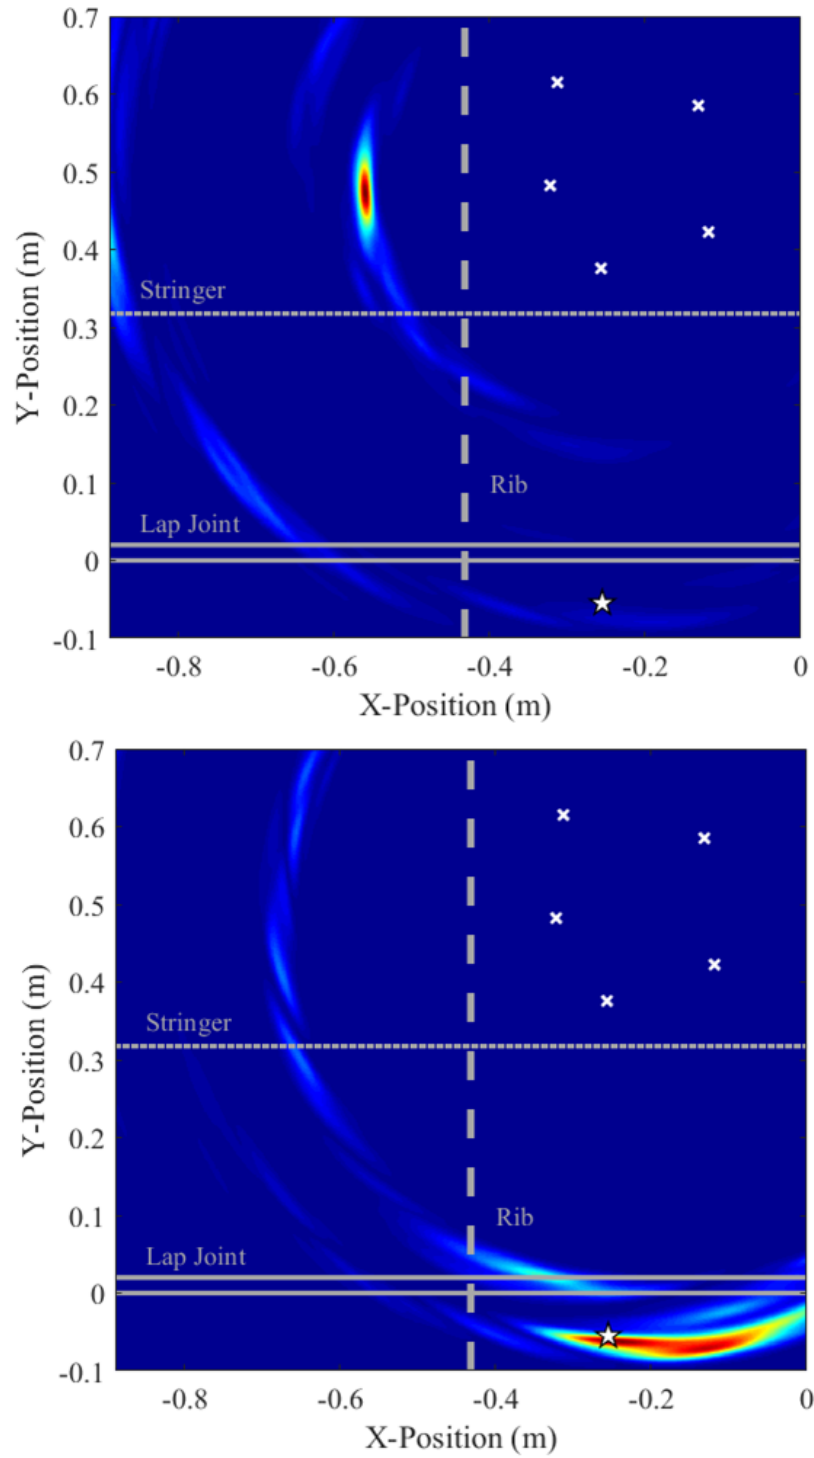 0.7
0.6
0.5
0.4
0.3
0.2
0.1
0
-0.1
Y-Position (m)
Stringer
Rib
Lap Joint
-0.8 -0.6 -0.4 -0.2 0
X-Position (m)
0.7
0.6
0.5
0.4
0.3
0.2
0.1
0
-0.1
Y-Position (m)
Stringer
Rib
Lap Joint
-0.8 -0.6 -0.4 -0.2 0
X-Position (m)